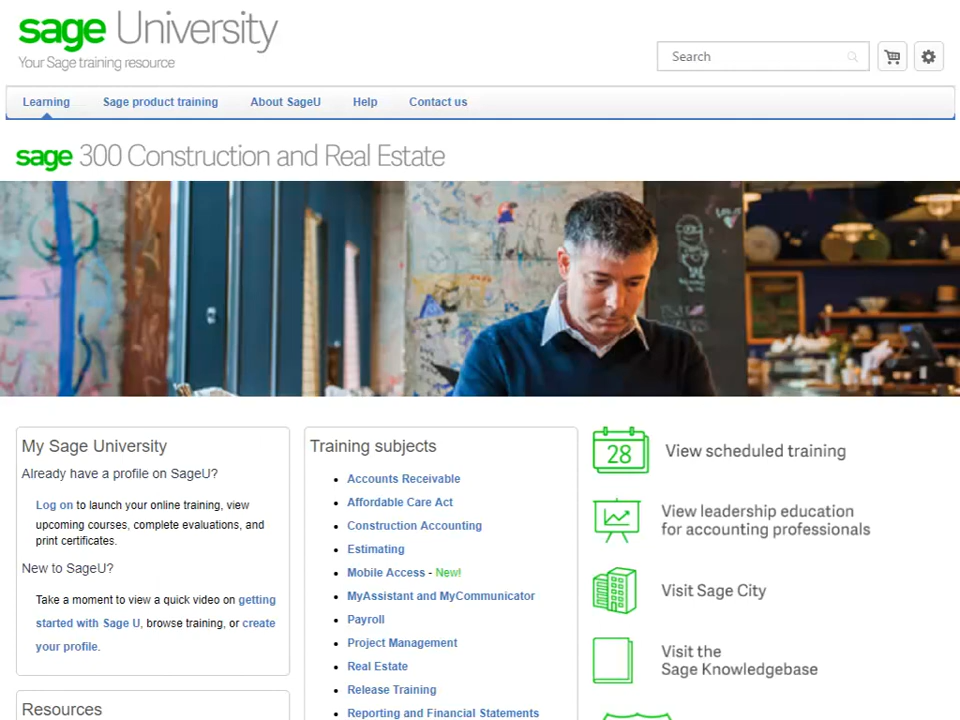 sage University
Your Sage training resource
Search
Learning
Sage product training
About SageU
Help
Contact us
sage 300 Construction and Real Estate
My Sage University
Already have a profile on SageU?
Log on to launch your online training, view
upcoming courses, complete evaluations, and
print certificates.
New to SageU?
Take a moment to view a quick video on getting
started with Sage U, browse training, or create
your profile.
Resources
Training subjects
Accounts Receivable
Affordable Care Act
Construction Accounting
Estimating
Mobile Access - New!
MyAssistant and MyCommunicator
Payroll
Project Management
Real Estate
Release Training
Reporting and Financial Statements
28
View scheduled training
View leadership education
for accounting professionals
Visit Sage City
Visit the
Sage Knowledgebase